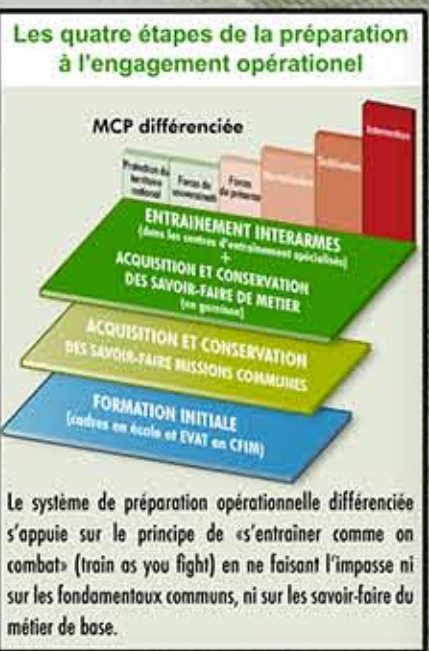 Les quatre étapes de la préparation
à l'engagement opérationel
MCP différenciée
Protection du
territoire
national
Forces de
souveraineté
Forces
de présence
Normalisation
Stabilisation
Intervention
ENTRAINEMENT INTERARMES
(dans les centres d'entraînement spécialisés)
+
ACQUISITION ET CONSERVATION
DES SAVOIR-FAIRE DE METIER
(en garnison)
ACQUISITION ET CONSERVATION
DES SAVOIR-FAIRE MISSIONS COMMUNES
FORMATION INITIALE
(cadres en école et EVAT en CFIM)
Le système de préparation opérationnelle différenciée
s'appuie sur le principe de «s'entraîner comme on
combat» (train as you fight) en ne faisant l'impasse ni
sur les fondamentaux communs, ni sur les savoir-faire du
métier de base.